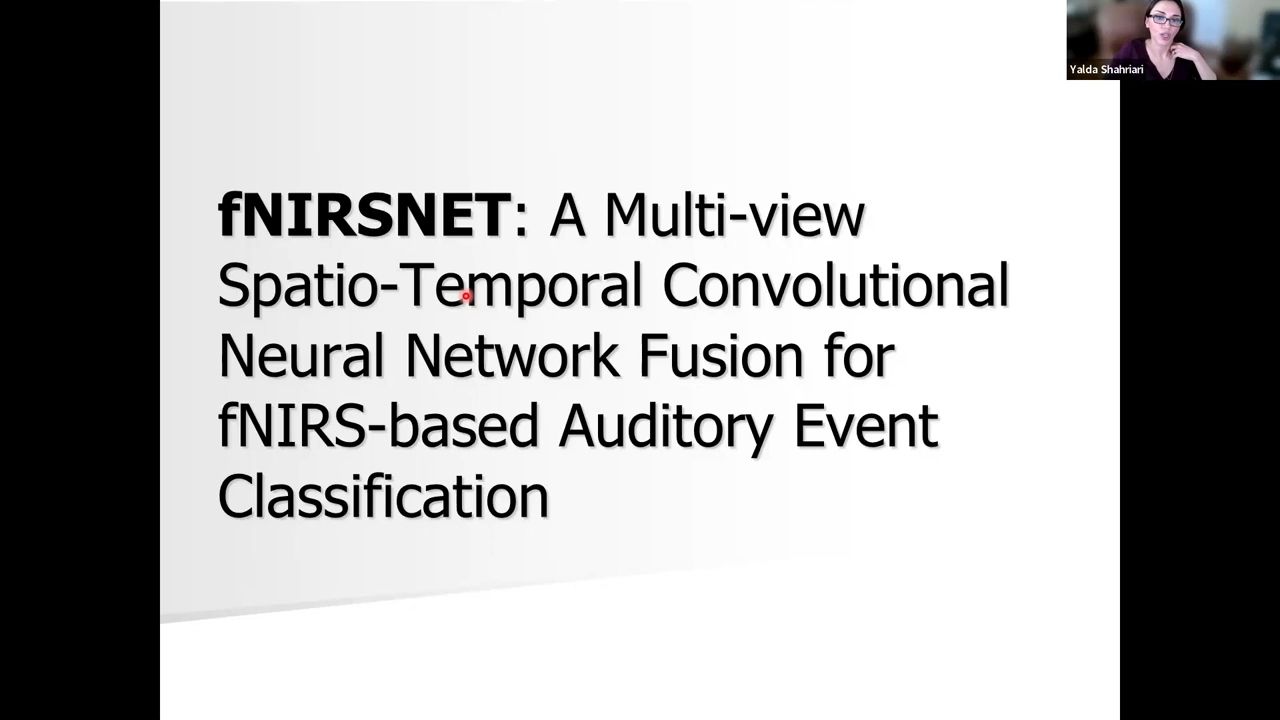 Yalda Shahriari
fNIRSNET: A Multi-view
Spatio-Temporal Convolutional
Neural Network Fusion for
fNIRS-based Auditory Event
Classification